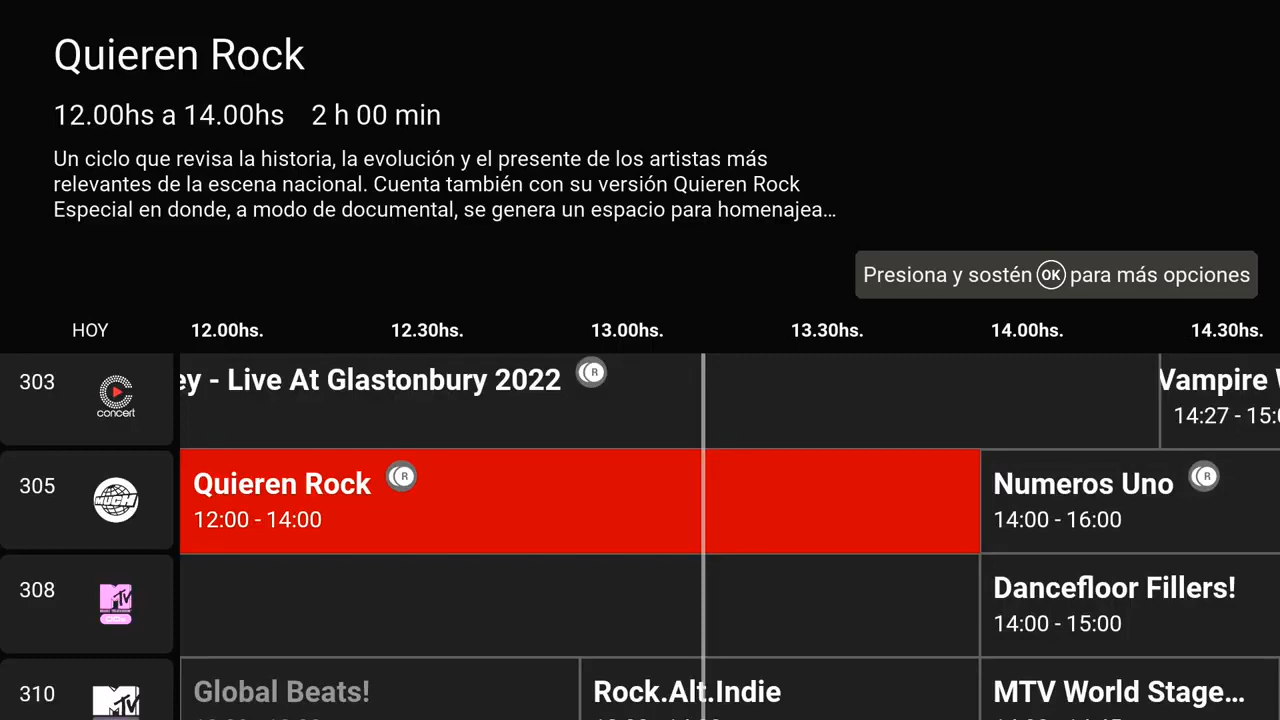 Quieren Rock
12.00hs a 14.00hs 2 h 00 min
Un ciclo que revisa la historia, la evolución y el presente de los artistas más
relevantes de la escena nacional. Cuenta también con su versión Quieren Rock
Especial en donde, a modo de documental, se genera un espacio para homenajea…
Presiona y sostén OK para más opciones
HOY 12.00hs. 12.30hs. 13.00hs. 13.30hs. 14.00hs. 14.30hs.
303 concert
ey - Live At Glastonbury 2022 R
Vampire
14:27 - 15:
305 MUCH
Quieren Rock R
12:00 - 14:00
Numeros Uno R
14:00 - 16:00
308 MTV
Dancefloor Fillers!
14:00 - 15:00
310 MTV
Global Beats!
Rock.Alt.Indie
MTV World Stage…